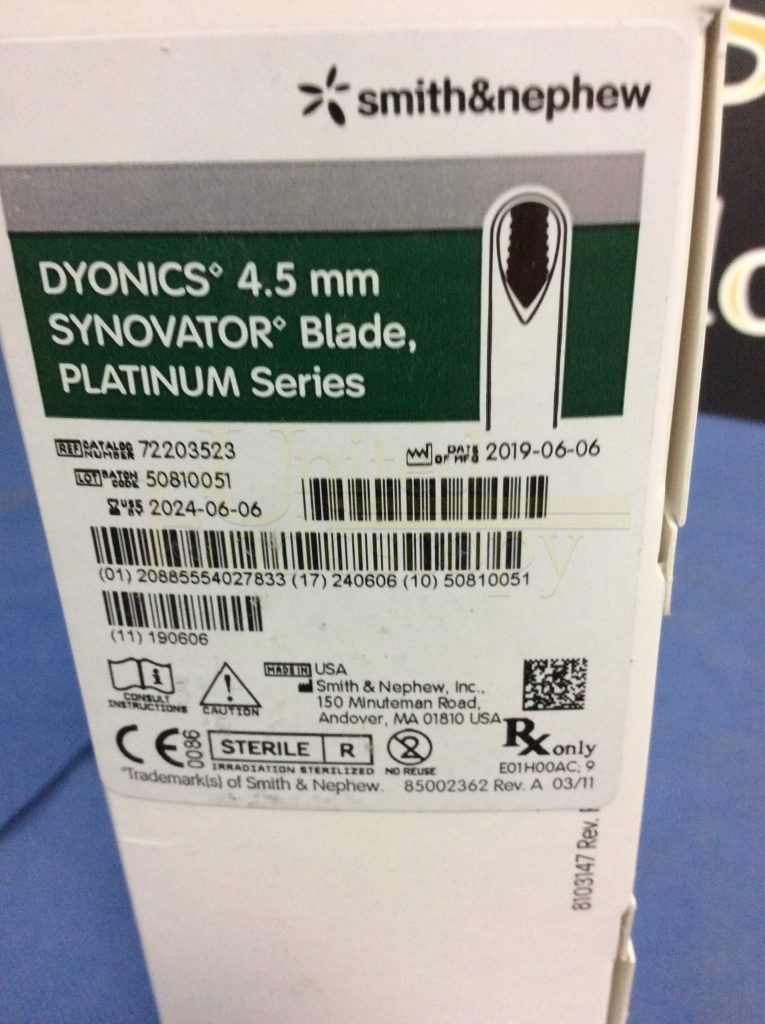 smith&nephew
DYONICS◊ 4.5 mm
SYNOVATOR◊ Blade,
PLATINUM Series
REF CATALOG NUMBER 72203523
DATE OF MFG 2019-06-06
LOT BATCH CODE 50810051
USE BY 2024-06-06
(01) 20885554027833 (17) 240606 (10) 50810051
(11) 190606
CONSULT INSTRUCTIONS
CAUTION
MADE IN USA
Smith & Nephew, Inc.,
150 Minuteman Road,
Andover, MA 01810 USA
CE 0086
STERILE R
IRRADIATION STERILIZED
NO REUSE
Rx only
E01H00AC; 9
*Trademark(s) of Smith & Nephew. 85002362 Rev. A 03/11
8103147 Rev.